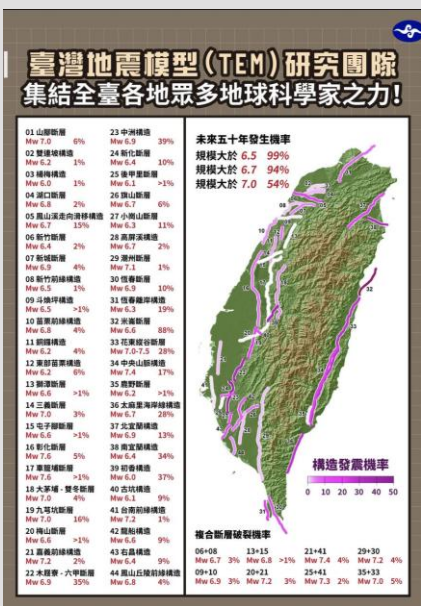 臺灣地震模型(TEM)研究團隊
集結全臺各地眾多地球科學家之力!
01 山腳斷層
Mw 7.0 6%
02 雙連坡構造
Mw 6.2 1%
03 楊梅構造
Mw 6.0 1%
04 湖口斷層
Mw 6.8 2%
05 鳳山溪走向滑移構造
Mw 6.7 15%
06 新竹斷層
Mw 6.4 2%
07 新城斷層
Mw 6.9 4%
08 新竹前緣構造
Mw 6.5 1%
09 斗煥坪構造
Mw 6.5 >1%
10 苗栗前緣構造
Mw 6.8 4%
11 銅鑼構造
Mw 6.2 4%
12 東部苗栗構造
Mw 6.2 6%
13 獅潭斷層
Mw 6.6 >1%
14 三義斷層
Mw 7.0 3%
15 屯子腳斷層
Mw 6.6 >1%
16 彰化斷層
Mw 7.6 5%
17 車籠埔斷層
Mw 7.6 >1%
18 大茅埔-雙冬斷層
Mw 7.0 4%
19 九芎坑斷層
Mw 7.0 16%
20 梅山斷層
Mw 6.6 >1%
21 嘉義前緣構造
Mw 7.2 2%
22 木屐寮-六甲斷層
Mw 6.9 35%
23 中洲構造
Mw 6.9 39%
24 新化斷層
Mw 6.4 10%
25 後甲里斷層
Mw 6.1 >1%
26 旗山斷層
Mw 6.7 6%
27 小崗山斷層
Mw 6.3 11%
28 高屏溪構造
Mw 6.7 2%
29 潮州斷層
Mw 7.1 1%
30 恆春斷層
Mw 6.9 10%
31 恆春離岸構造
Mw 6.3 19%
32 米崙斷層
Mw 6.6 88%
33 花東縱谷斷層
Mw 7.0-7.5 28%
34 中央山脈構造
Mw 7.4 17%
35 鹿野斷層
Mw 6.2 >1%
36 太麻里海岸線構造
Mw 6.7 28%
37 北宜蘭構造
Mw 6.9 13%
38 南宜蘭構造
Mw 6.4 34%
39 初香構造
Mw 6.0 37%
40 古坑構造
Mw 6.1 9%
41 台南前緣構造
Mw 7.2 1%
42 龍船構造
Mw 6.6 9%
43 右昌構造
Mw 6.4 9%
44 鳳山丘陵前緣構造
Mw 6.8 4%
未來五十年發生機率
規模大於 6.5 99%
規模大於 6.7 94%
規模大於 7.0 54%
構造發震機率
0 10 20 30 40 50
複合斷層破裂機率
06+08 13+15 21+41 29+30
Mw 6.7 3% Mw 6.8 >1% Mw 7.4 4% Mw 7.2 4%
09+10 20+21 25+41 35+33
Mw 6.9 3% Mw 7.2 3% Mw 7.3 2% Mw 7.0 5%